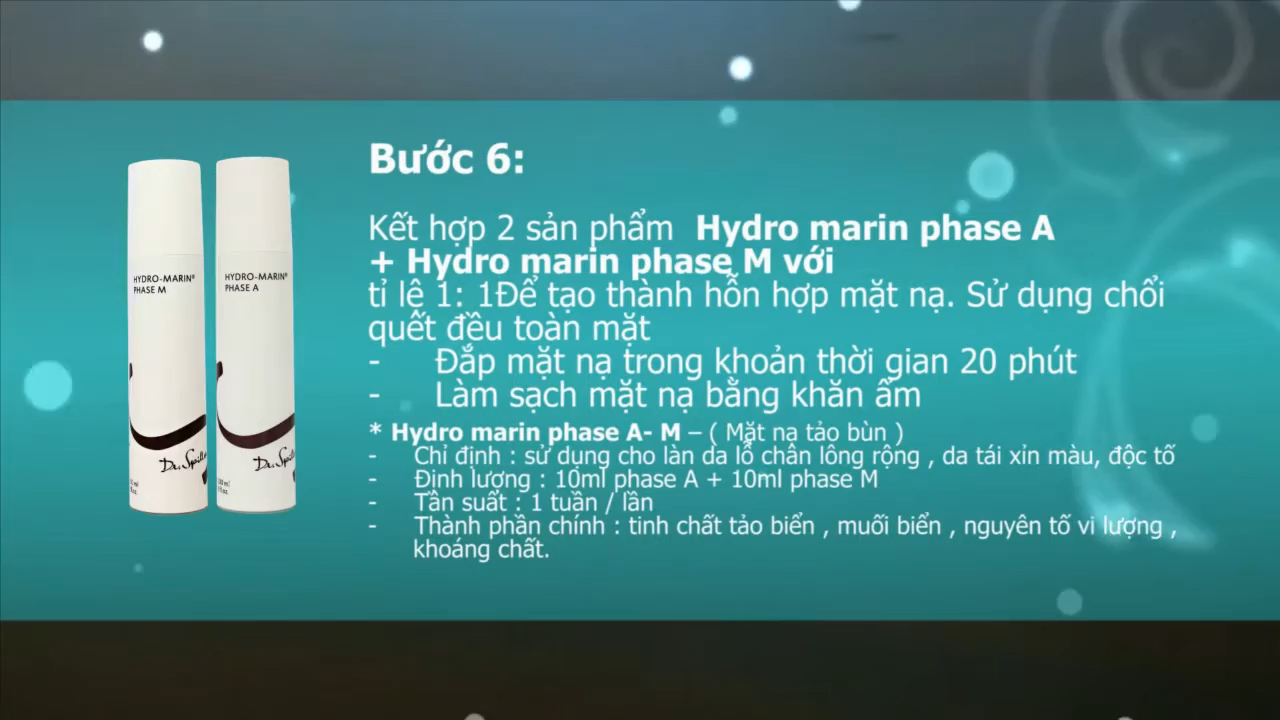 Bước 6:
Kết hợp 2 sản phẩm Hydro marin phase A
+ Hydro marin phase M với
tỉ lệ 1: 1Để tạo thành hỗn hợp mặt nạ. Sử dụng chổi
quết đều toàn mặt
- Đắp mặt nạ trong khoản thời gian 20 phút
- Làm sạch mặt nạ bằng khăn ấm
* Hydro marin phase A- M – ( Mặt nạ tảo bùn )
- Chỉ định : sử dụng cho làn da lỗ chân lông rộng , da tái xỉn màu, độc tố
- Định lượng : 10ml phase A + 10ml phase M
- Tần suất : 1 tuần / lần
- Thành phần chính : tinh chất tảo biển , muối biển , nguyên tố vi lượng ,
khoáng chất.
HYDRO-MARIN®
PHASE M
HYDRO-MARIN®
PHASE A